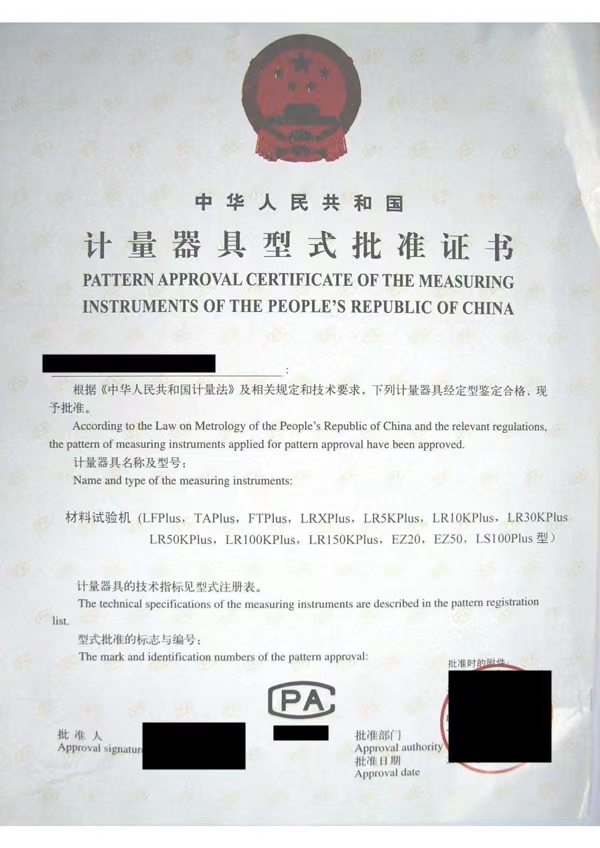 中华人民共和国
计量器具型式批准证书
PATTERN APPROVAL CERTIFICATE OF THE MEASURING
INSTRUMENTS OF THE PEOPLE'S REPUBLIC OF CHINA
:
根据《中华人民共和国计量法》及相关规定和技术要求，下列计量器具经定型鉴定合格，现
予批准。
According to the Law on Metrology of the People's Republic of China and the relevant regulations,
the pattern of measuring instruments applied for pattern approval have been approved.
计量器具名称及型号：
Name and type of the measuring instruments:
材料试验机（LFPlus，TAPlus，FTPlus，LRXPlus，LR5KPlus，LR10KPlus，LR30KPlus
LR50KPlus，LR100KPlus，LR150KPlus，EZ20，EZ50，LS100Plus 型）
计量器具的技术指标见型式注册表。
The technical specifications of the measuring instruments are described in the pattern registration
list.
型式批准的标志与编号：
The mark and identification numbers of the pattern approval:
批准时的附件
CPA
批准人
Approval signature
批准部门
Approval authority
批准日期
Approval date